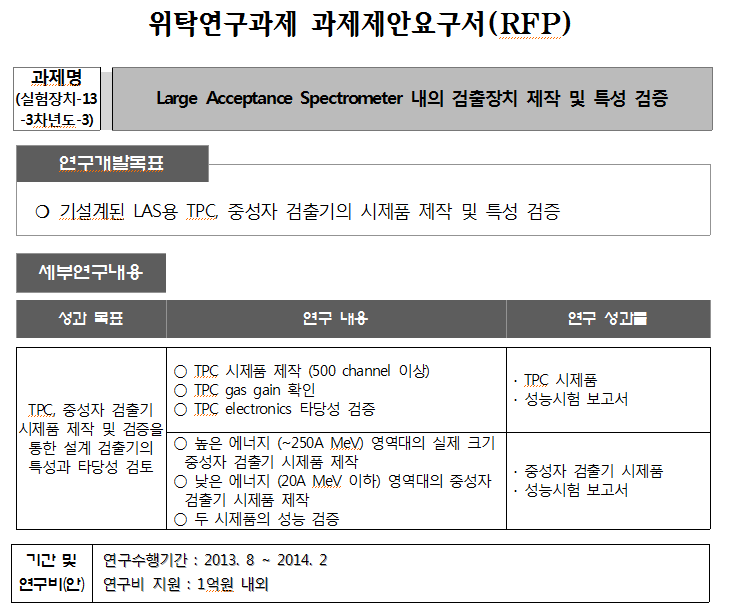 위탁연구과제 과제제안요구서(RFP)
과제명
(실험장치-13
-3차년도-3)
Large Acceptance Spectrometer 내의 검출장치 제작 및 특성 검증
연구개발목표
❍ 기설계된 LAS용 TPC, 중성자 검출기의 시제품 제작 및 특성 검증
세부연구내용
성과 목표
연구 내용
연구 성과물
TPC, 중성자 검출기
시제품 제작 및 검증을
통한 설계 검출기의
특성과 타당성 검토
○ TPC 시제품 제작 (500 channel 이상)
○ TPC gas gain 확인
○ TPC electronics 타당성 검증
· TPC 시제품
· 성능시험 보고서
○ 높은 에너지 (~250A MeV) 영역대의 실제 크기
중성자 검출기 시제품 제작
○ 낮은 에너지 (20A MeV 이하) 영역대의 중성자
검출기 시제품 제작
○ 두 시제품의 성능 검증
· 중성자 검출기 시제품
· 성능시험 보고서
기간 및
연구비(안)
연구수행기간 : 2013. 8 ~ 2014. 2
연구비 지원 : 1억원 내외